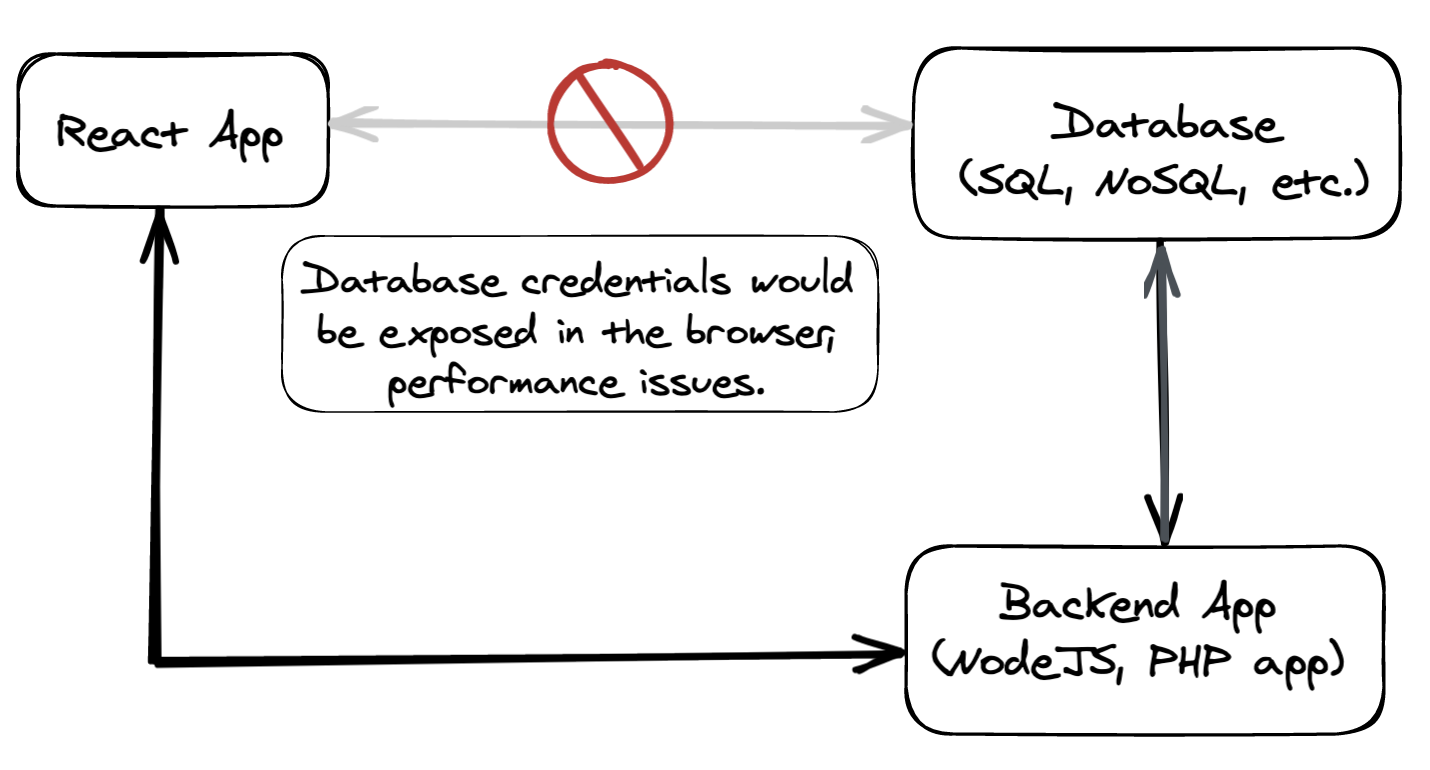 React App
Database
(SQL, NoSQL, etc.)
Database credentials would
be exposed in the browser,
performance issues.
Backend App
(NodeJS, PHP app)